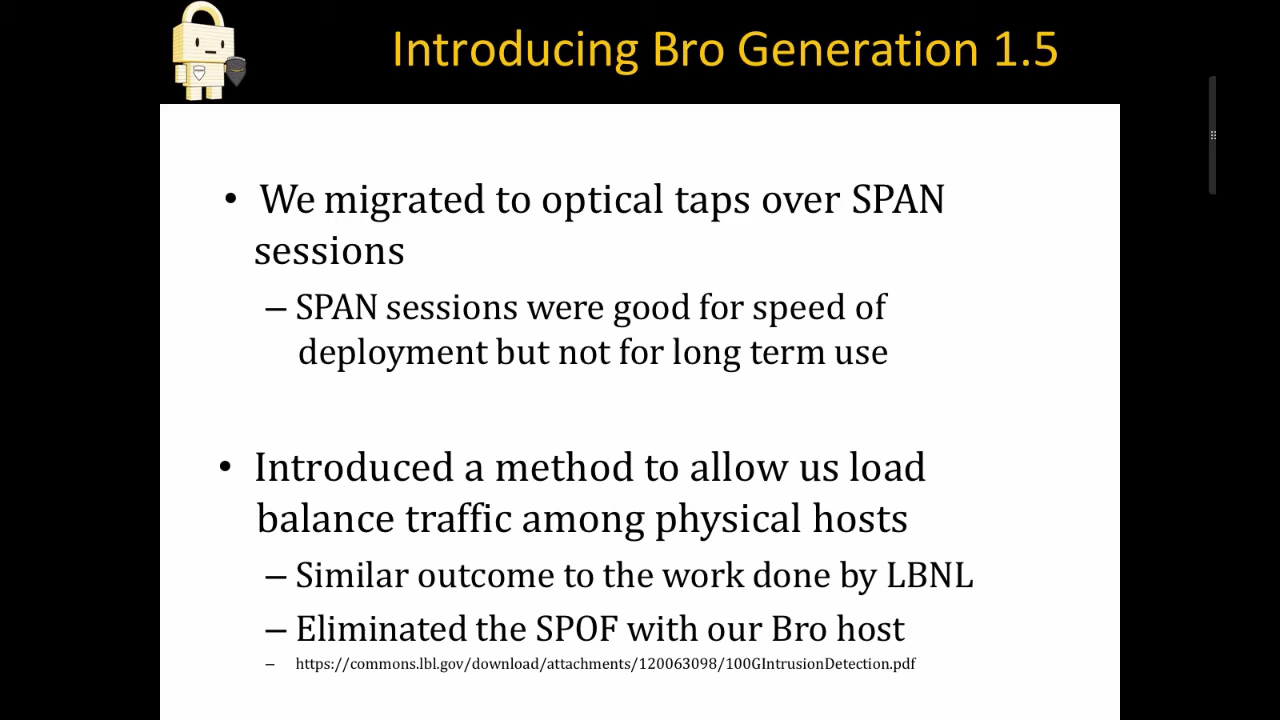 Introducing Bro Generation 1.5
• We migrated to optical taps over SPAN
sessions
– SPAN sessions were good for speed of
deployment but not for long term use
• Introduced a method to allow us load
balance traffic among physical hosts
– Similar outcome to the work done by LBNL
– Eliminated the SPOF with our Bro host
– https://commons.lbl.gov/download/attachments/120063098/100GIntrusionDetection.pdf